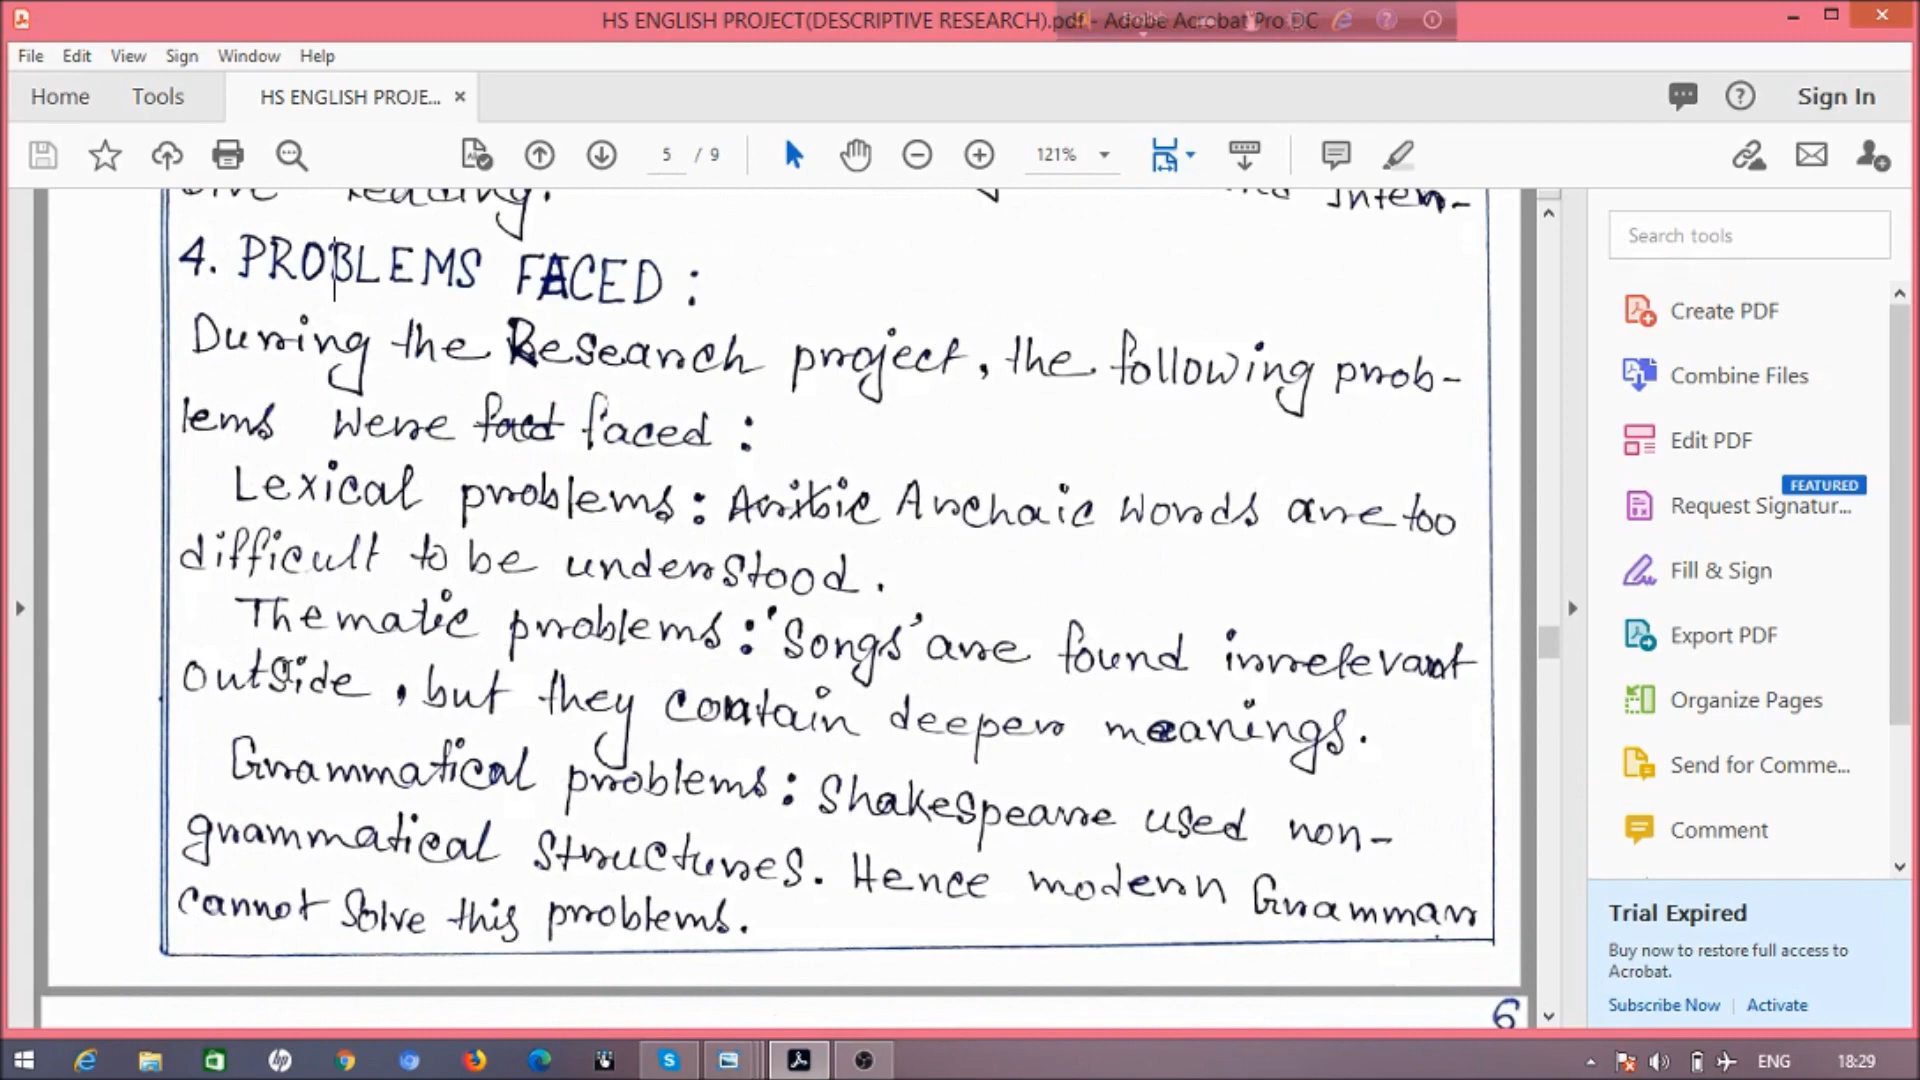 HS ENGLISH PROJECT(DESCRIPTIVE RESEARCH).pdf - Adobe Acrobat Pro DC
File Edit View Window Sign Help
Home Tools HS ENGLISH PROJE... Sign In
5 / 9 121%
reading. Inten-
4. PROBLEMS FACED :
During the Research project, the following prob-
lems were fact faced :
Lexical problems : Archaic words are too
difficult to be understood.
Thematic problems : 'Songs' are found irrelevant
outside, but they contain deeper meanings.
Grammatical problems : Shakespeare used non-
grammatical structures. Hence modern Grammar
cannot solve this problems.
6
Search tools
Create PDF
Combine Files
Edit PDF
FEATURED
Request Signatur...
Fill & Sign
Export PDF
Organize Pages
Send for Comme...
Comment
Trial Expired
Buy now to restore full access to
Acrobat.
Subscribe Now Activate
ENG 18:29